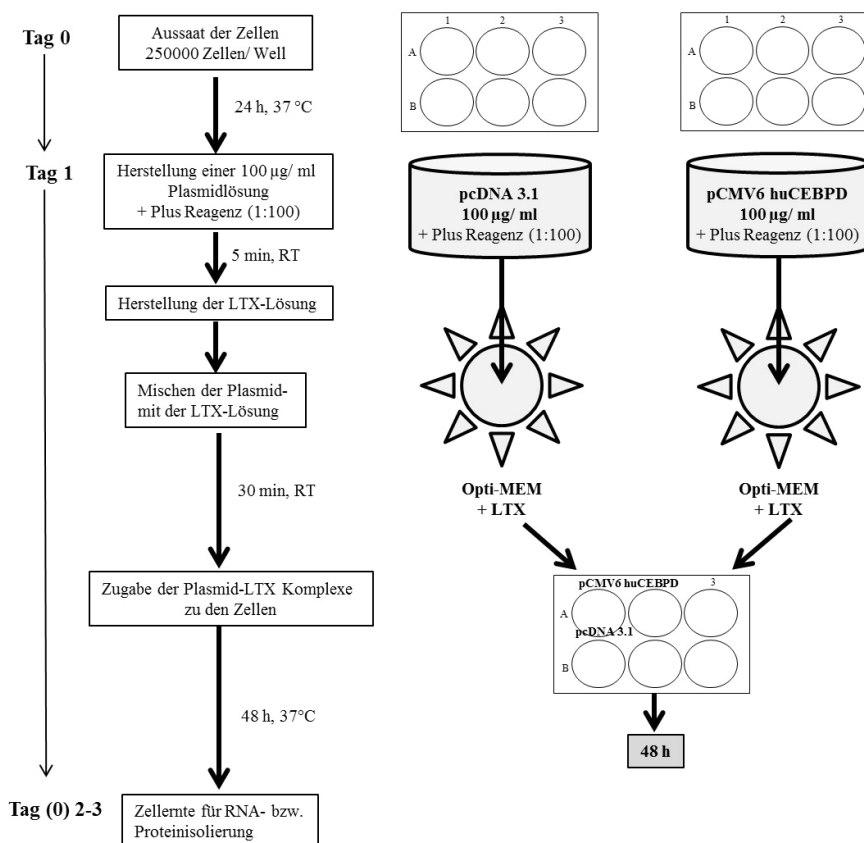 Tag 0
Aussaat der Zellen
250000 Zellen/ Well
24 h, 37 °C
Tag 1
Herstellung einer 100 µg/ ml
Plasmidlösung
+ Plus Reagenz (1:100)
5 min, RT
Herstellung der LTX-Lösung
Mischen der Plasmid-
mit der LTX-Lösung
30 min, RT
Zugabe der Plasmid-LTX Komplexe
zu den Zellen
48 h, 37°C
Tag (0) 2-3
Zellernte für RNA- bzw.
Proteinisolierung
1 2 3
A
B
1 2 3
A
B
pcDNA 3.1
100 µg/ ml
+ Plus Reagenz (1:100)
pCMV6 huCEBPD
100 µg/ ml
+ Plus Reagenz (1:100)
Opti-MEM
+ LTX
Opti-MEM
+ LTX
pCMV6 huCEBPD 3
A
pcDNA 3.1
B
48 h